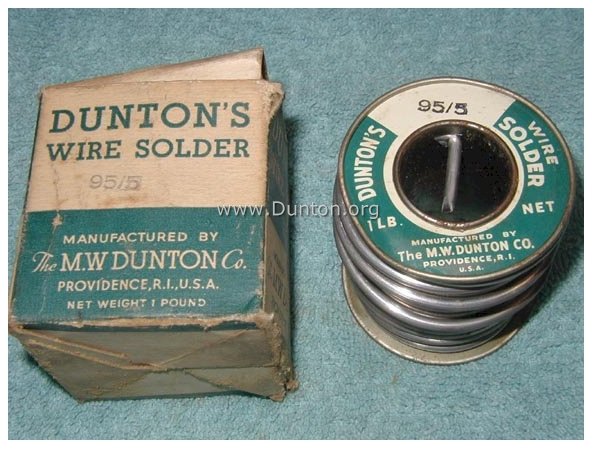 DUNTON'S
WIRE SOLDER
95/5
MANUFACTURED BY
The M.W DUNTON Co.
PROVIDENCE, R.I., U.S.A.
NET WEIGHT 1 POUND
www.Dunton.org
95/5
DUNTON'S
WIRE
SOLDER
1 LB.
NET
MANUFACTURED BY
The M.W. DUNTON CO.
PROVIDENCE, R.I.
U.S.A.